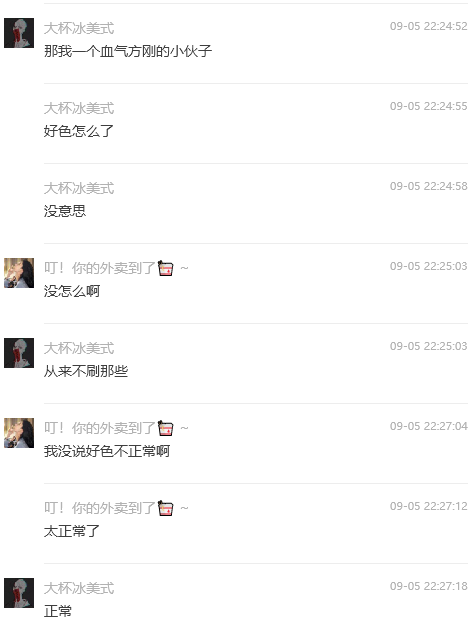 大杯冰美式 09-05 22:24:52
那我一个血气方刚的小伙子
大杯冰美式 09-05 22:24:55
好色怎么了
大杯冰美式 09-05 22:24:58
没意思
叮！你的外卖到了 ~ 09-05 22:25:03
没怎么啊
大杯冰美式 09-05 22:25:03
从来不刷那些
叮！你的外卖到了 ~ 09-05 22:27:04
我没说好色不正常啊
叮！你的外卖到了 ~ 09-05 22:27:12
太正常了
大杯冰美式 09-05 22:27:18
正常